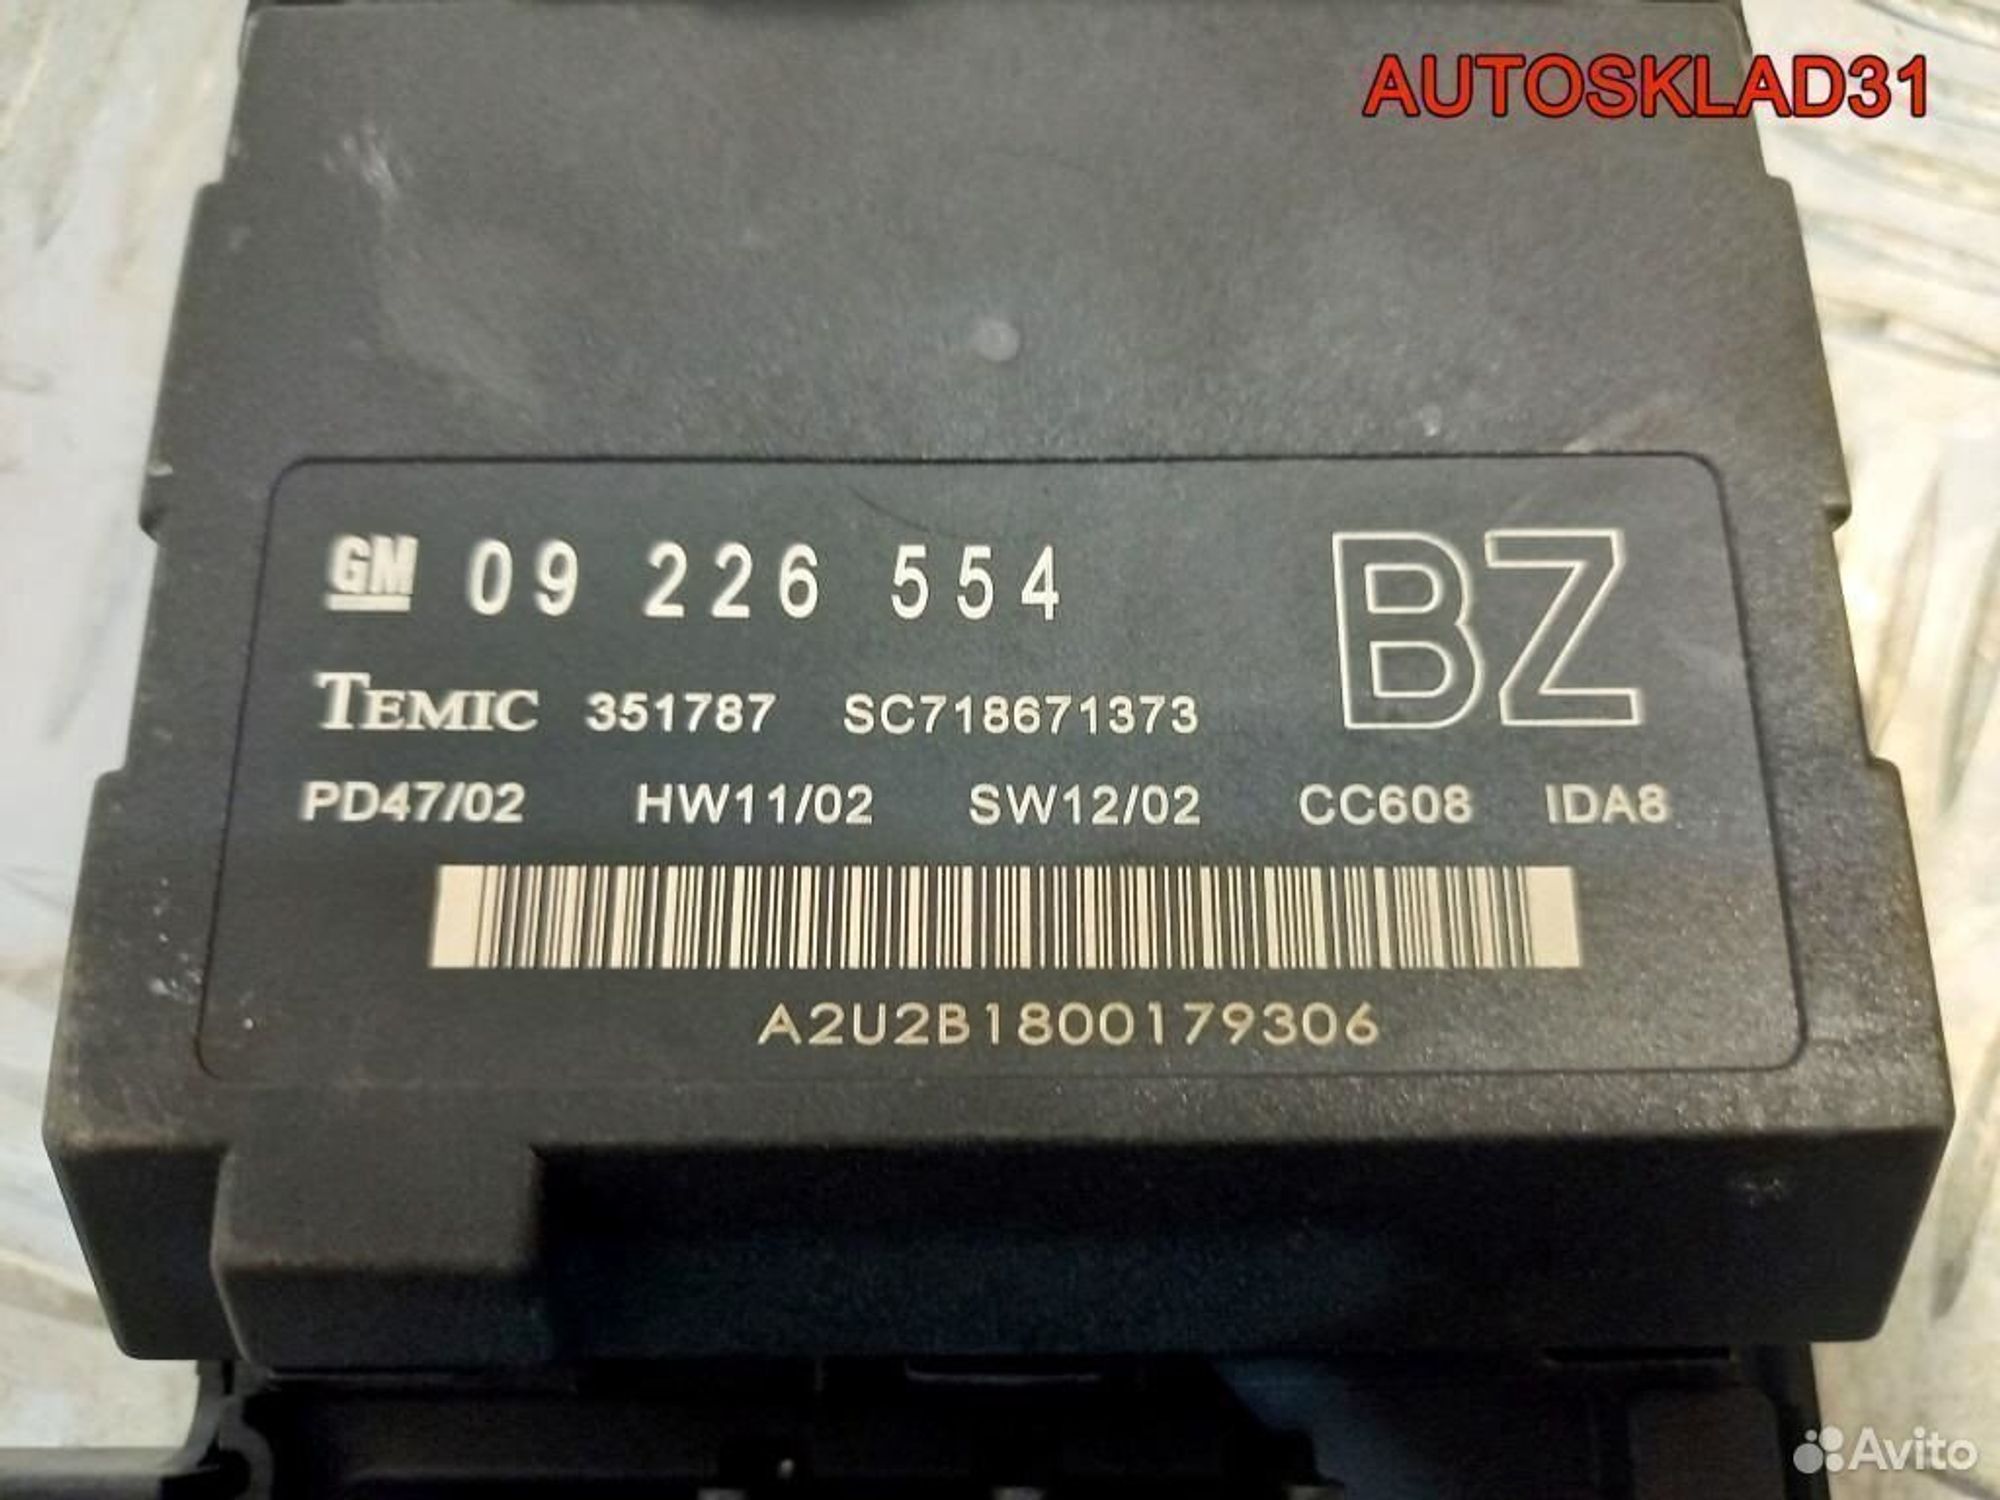 AUTOSKLAD31
GM 09 226 554 BZ
TEMIC 351787 SC718671373
PD47/02 HW11/02 SW12/02 CC608 IDA8
A2U2B1800179306
Avito